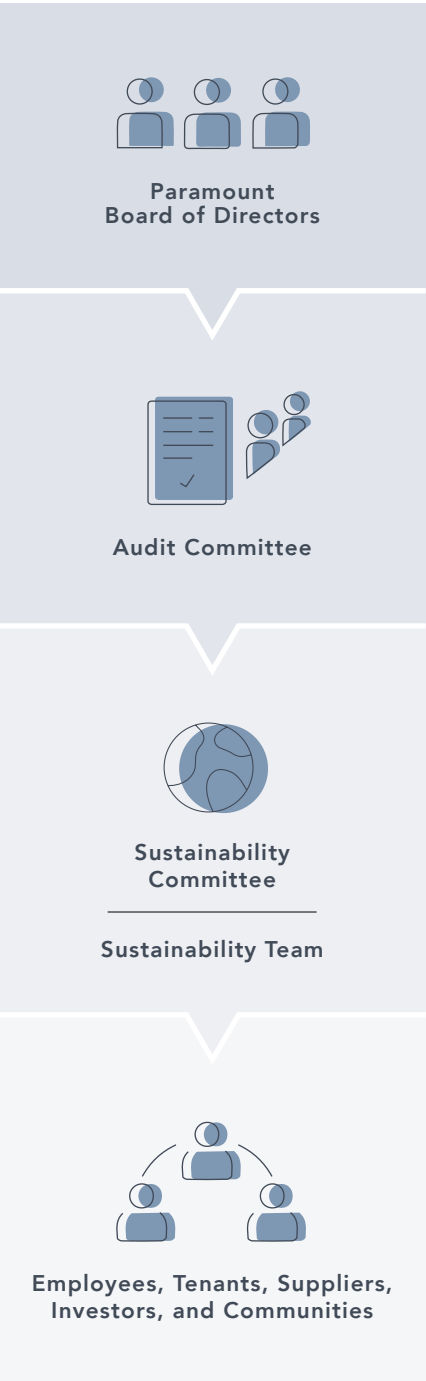 Paramount
Board of Directors
Audit Committee
Sustainability
Committee
Sustainability Team
Employees, Tenants, Suppliers,
Investors, and Communities